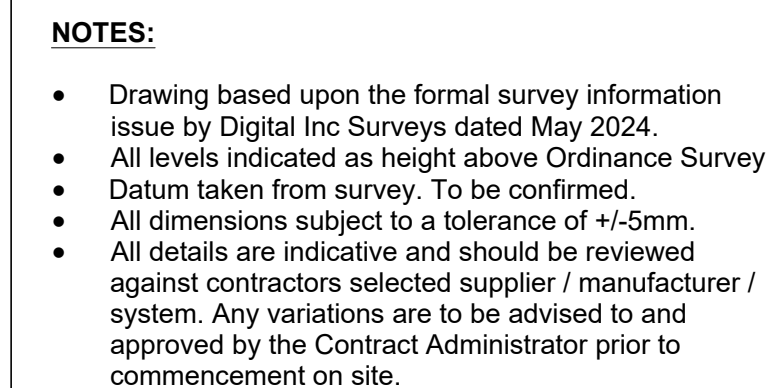 NOTES:
• Drawing based upon the formal survey information
issue by Digital Inc Surveys dated May 2024.
• All levels indicated as height above Ordinance Survey
• Datum taken from survey. To be confirmed.
• All dimensions subject to a tolerance of +/-5mm.
• All details are indicative and should be reviewed
against contractors selected supplier / manufacturer /
system. Any variations are to be advised to and
approved by the Contract Administrator prior to
commencement on site.